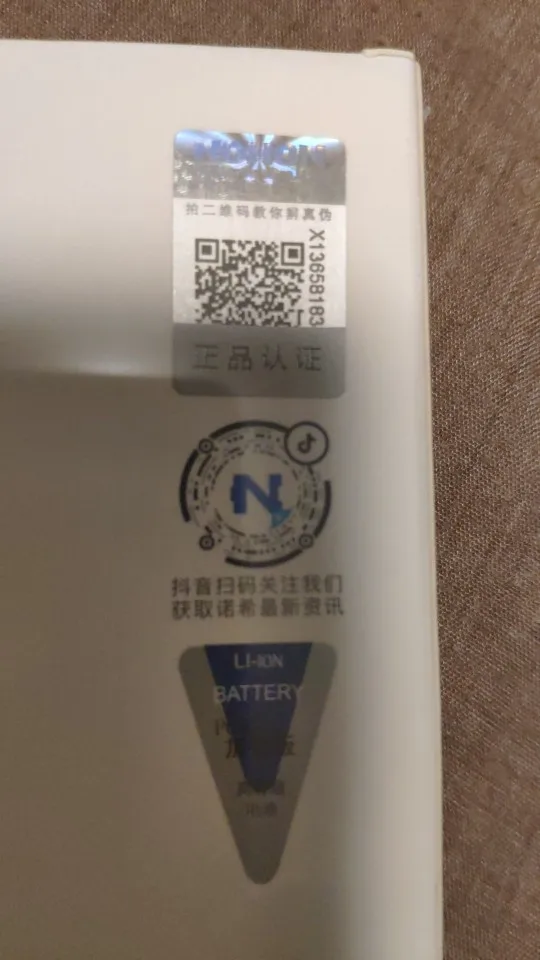 拍二维码教你辨真伪
X13658183
正品认证
抖音扫码关注我们
获取诺希最新资讯
LI-ION
BATTERY